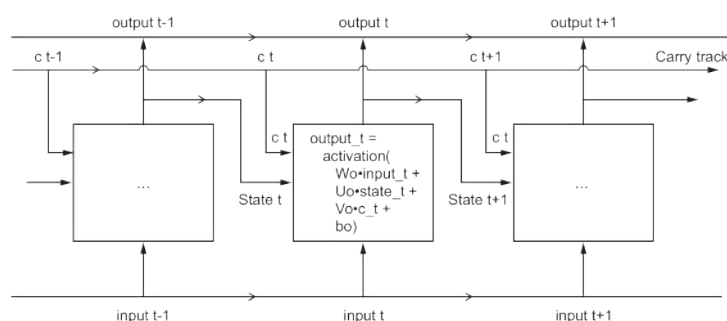 output t-1
output t
output t+1
c t-1
c t
c t+1
Carry track
c t
c t
output_t =
activation(
Wo•input_t +
Uo•state_t +
Vo•c_t +
bo)
...
...
State t
State t+1
input t-1
input t
input t+1